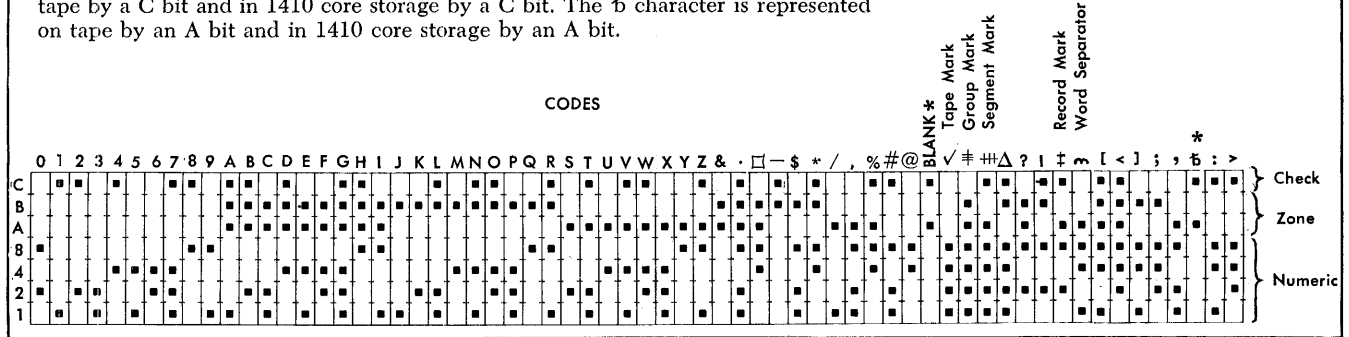 tape by a C bit and in 1410 core storage by a C bit. The ƀ character is represented
on tape by an A bit and in 1410 core storage by an A bit.
CODES
Tape Mark
Group Mark
Segment Mark
Record Mark
Word Separator
0 1 2 3 4 5 6 7 8 9 A B C D E F G H I J K L M N O P Q R S T U V W X Y Z & · ⌑ — $ * / , % # @ BLANK* √ ⧧ ⧻ Δ ? ! ‡ ⌒ [ < ] ; , ƀ* : >
C
B
A
8
4
2
1
Check
Zone
Numeric